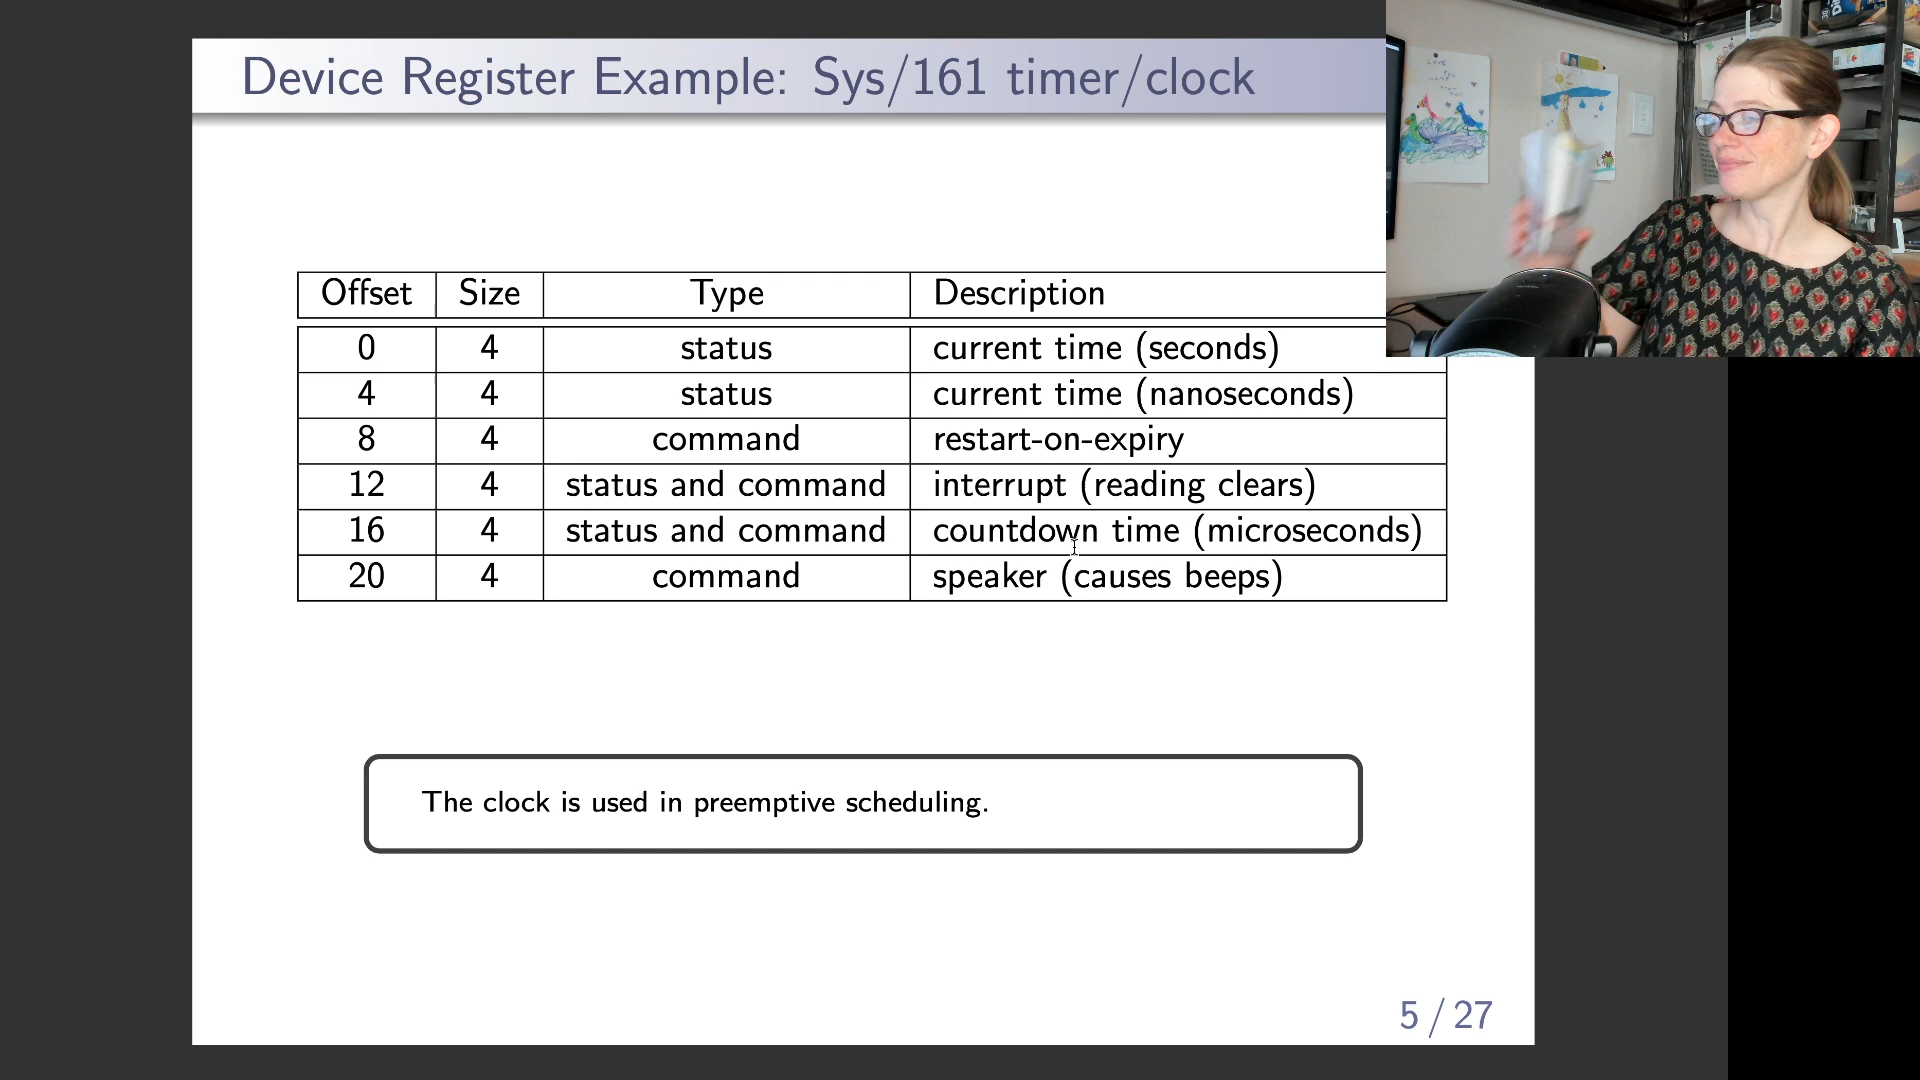 Device Register Example: Sys/161 timer/clock
Offset Size Type Description
0 4 status current time (seconds)
4 4 status current time (nanoseconds)
8 4 command restart-on-expiry
12 4 status and command interrupt (reading clears)
16 4 status and command countdown time (microseconds)
20 4 command speaker (causes beeps)
The clock is used in preemptive scheduling.
5 / 27